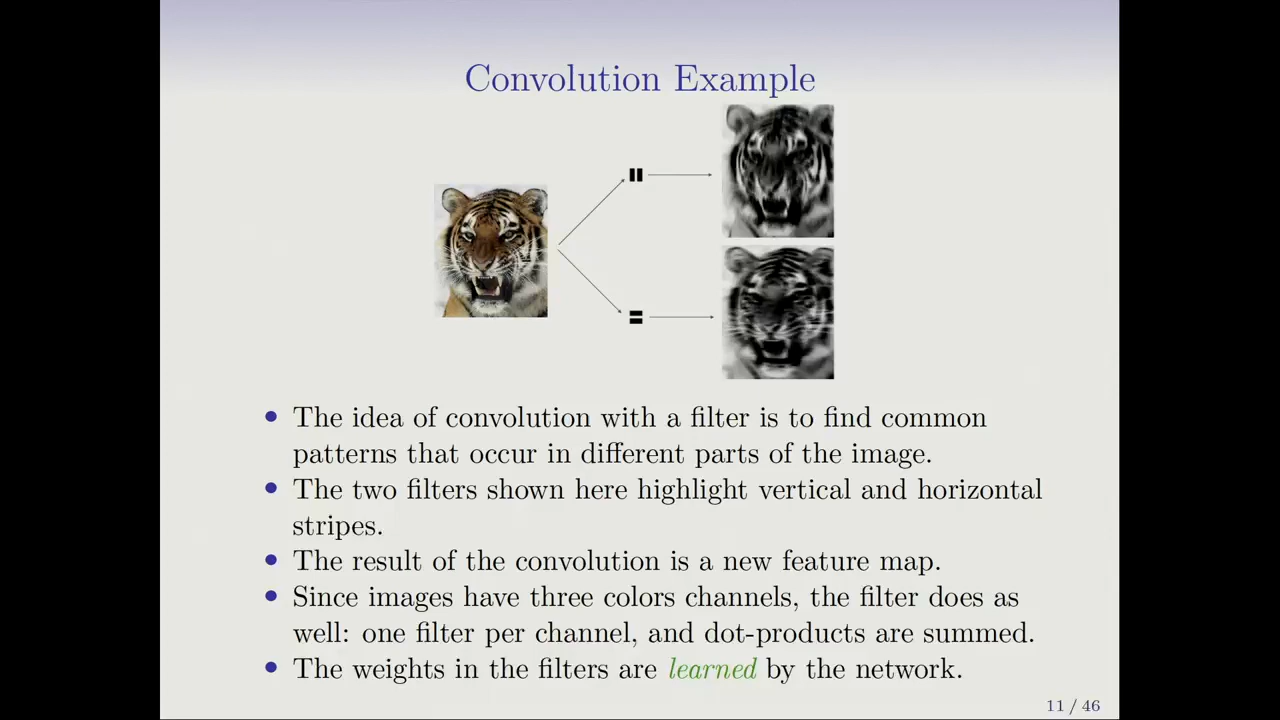 Convolution Example
• The idea of convolution with a filter is to find common
patterns that occur in different parts of the image.
• The two filters shown here highlight vertical and horizontal
stripes.
• The result of the convolution is a new feature map.
• Since images have three colors channels, the filter does as
well: one filter per channel, and dot-products are summed.
• The weights in the filters are learned by the network.
11 / 46